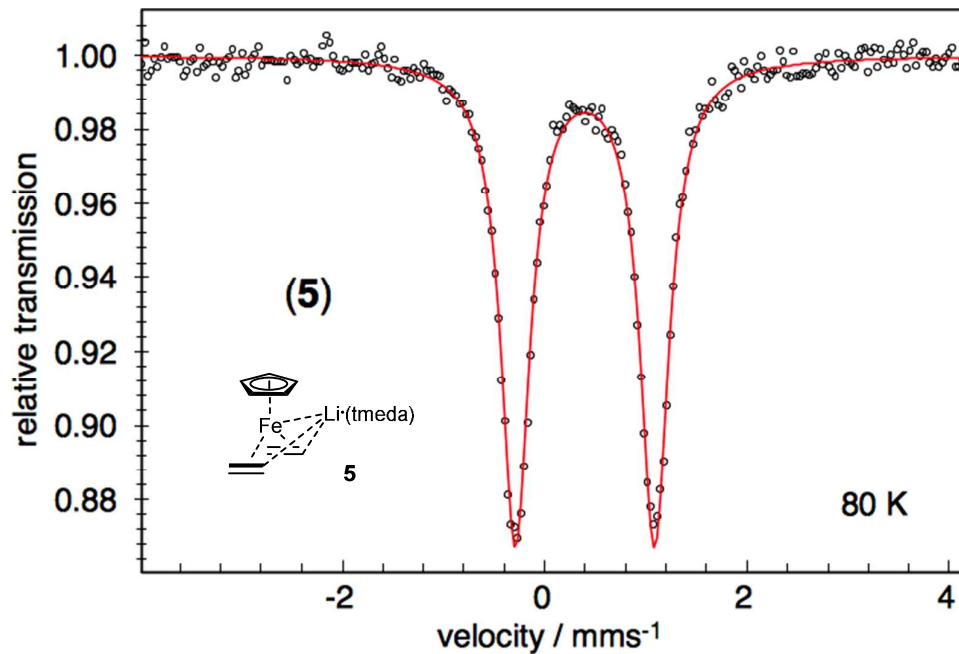 1.00
0.98
0.96
0.94
0.92
0.90
0.88
relative transmission
(5)
Fe
Li·(tmeda)
5
80 K
-2
0
2
4
velocity / mms-1